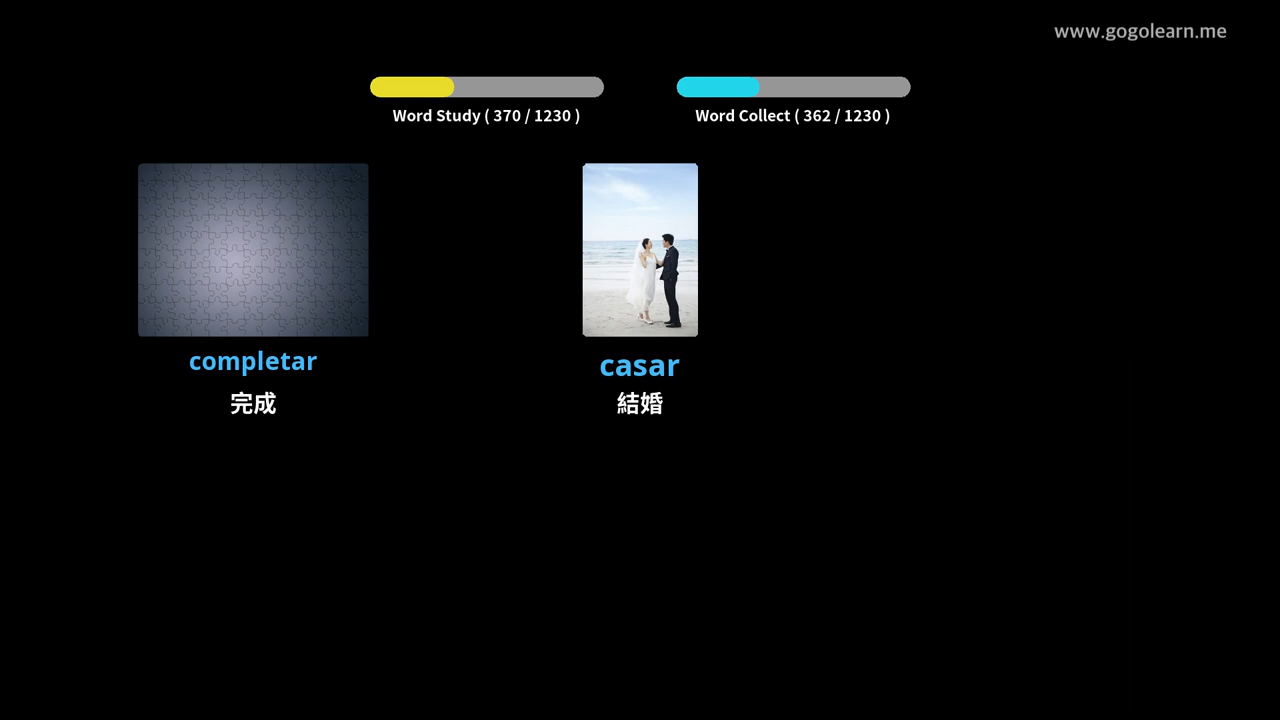 www.gogolearn.me
Word Study ( 370 / 1230 )
Word Collect ( 362 / 1230 )
completar
完成
casar
結婚